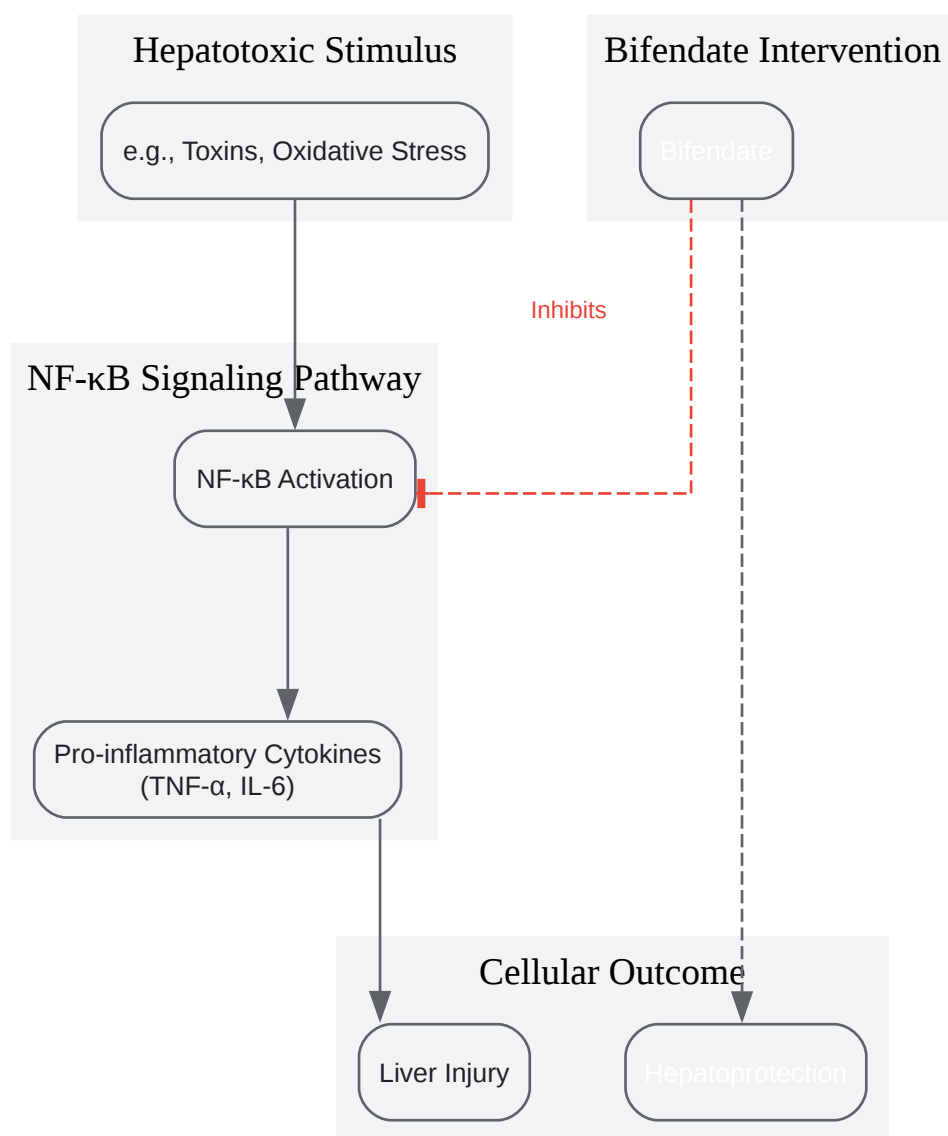 Hepatotoxic Stimulus
Bifendate Intervention
e.g., Toxins, Oxidative Stress
Bifendate
Inhibits
NF-κB Signaling Pathway
NF-κB Activation
Pro-inflammatory Cytokines
(TNF-α, IL-6)
Cellular Outcome
Liver Injury
Hepatoprotection